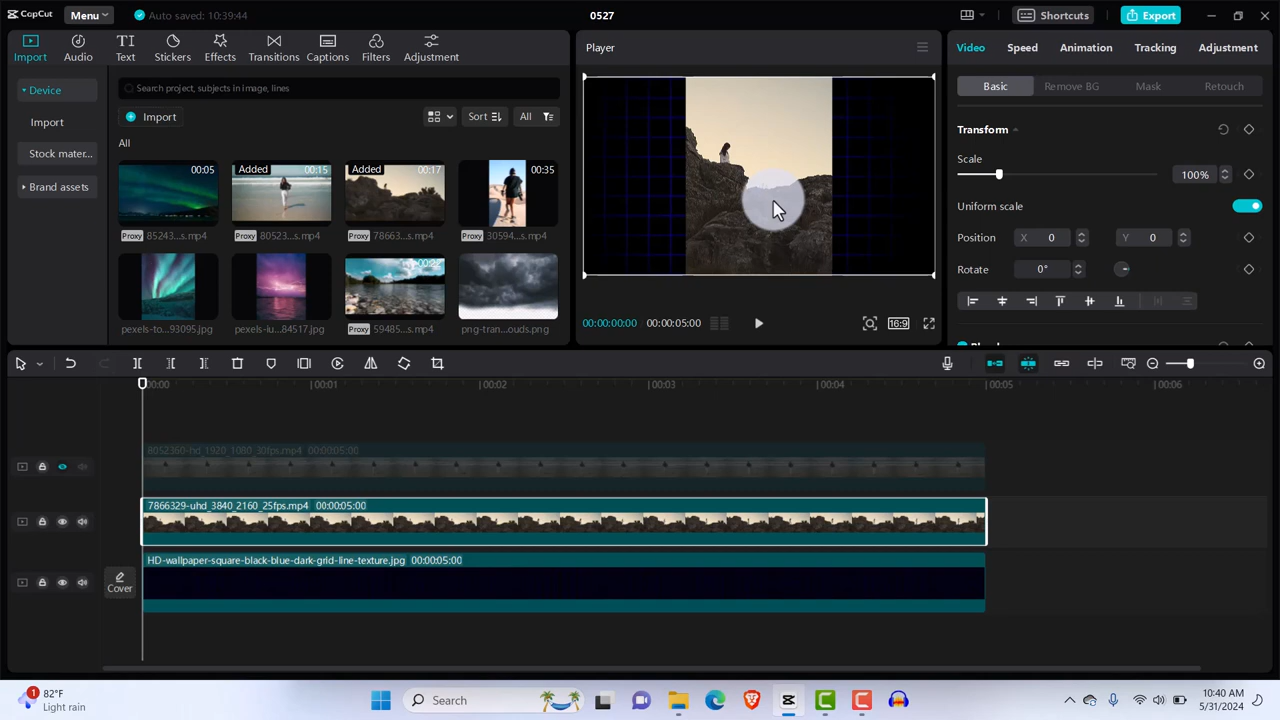 CapCut
Menu
Auto saved: 10:39:44
0527
Shortcuts
Export
Import
Audio
Text
Stickers
Effects
Transitions
Captions
Filters
Adjustment
Device
Import
Stock mater...
Brand assets
Search project, subjects in image, lines
Import
Sort
All
All
00:05
Added 00:15
Added 00:17
00:35
Proxy 85243...s.mp4
Proxy 80523...s.mp4
Proxy 78663...s.mp4
Proxy 30594...s.mp4
pexels-to...93095.jpg
pexels-iu...84517.jpg
Proxy 59485...s.mp4
png-tran...ouds.png
Player
00:00:00:00 00:00:05:00
16:9
Video Speed Animation Tracking Adjustment
Basic Remove BG Mask Retouch
Transform
Scale
100%
Uniform scale
Position X 0 Y 0
Rotate 0°
00:00 00:01 00:02 00:03 00:04 00:05 00:06
8052360-hd_1920_1080_30fps.mp4 00:00:05:00
7866329-uhd_3840_2160_25fps.mp4 00:00:05:00
HD-wallpaper-square-black-blue-dark-grid-line-texture.jpg 00:00:05:00
Cover
1
82°F
Light rain
Search
10:40 AM
5/31/2024